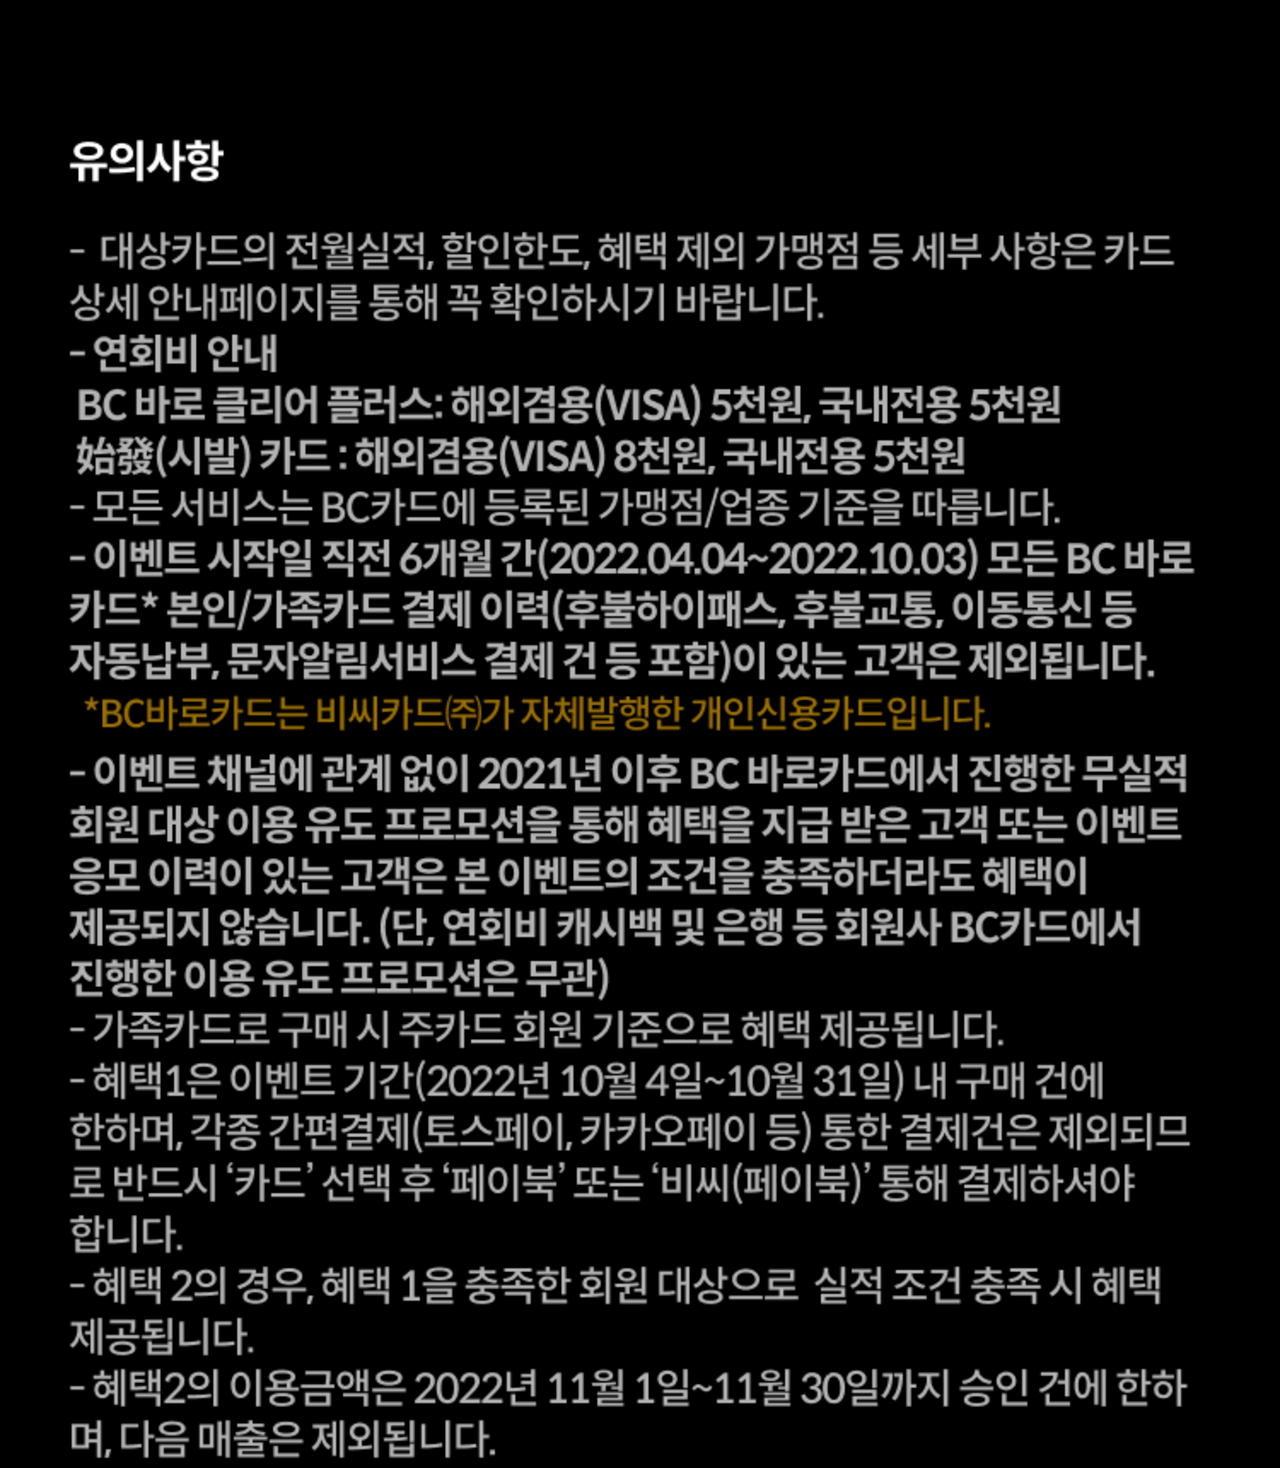 유의사항
- 대상카드의 전월실적, 할인한도, 혜택 제외 가맹점 등 세부 사항은 카드
상세 안내페이지를 통해 꼭 확인하시기 바랍니다.
- 연회비 안내
BC 바로 클리어 플러스: 해외겸용(VISA) 5천원, 국내전용 5천원
始發(시발) 카드 : 해외겸용(VISA) 8천원, 국내전용 5천원
- 모든 서비스는 BC카드에 등록된 가맹점/업종 기준을 따릅니다.
- 이벤트 시작일 직전 6개월 간(2022.04.04~2022.10.03) 모든 BC 바로
카드* 본인/가족카드 결제 이력(후불하이패스, 후불교통, 이동통신 등
자동납부, 문자알림서비스 결제 건 등 포함)이 있는 고객은 제외됩니다.
*BC바로카드는 비씨카드㈜가 자체발행한 개인신용카드입니다.
- 이벤트 채널에 관계 없이 2021년 이후 BC 바로카드에서 진행한 무실적
회원 대상 이용 유도 프로모션을 통해 혜택을 지급 받은 고객 또는 이벤트
응모 이력이 있는 고객은 본 이벤트의 조건을 충족하더라도 혜택이
제공되지 않습니다. (단, 연회비 캐시백 및 은행 등 회원사 BC카드에서
진행한 이용 유도 프로모션은 무관)
- 가족카드로 구매 시 주카드 회원 기준으로 혜택 제공됩니다.
- 혜택1은 이벤트 기간(2022년 10월 4일~10월 31일) 내 구매 건에
한하며, 각종 간편결제(토스페이, 카카오페이 등) 통한 결제건은 제외되므
로 반드시 ‘카드’ 선택 후 ‘페이북’ 또는 ‘비씨(페이북)’ 통해 결제하셔야
합니다.
- 혜택 2의 경우, 혜택 1을 충족한 회원 대상으로 실적 조건 충족 시 혜택
제공됩니다.
- 혜택2의 이용금액은 2022년 11월 1일~11월 30일까지 승인 건에 한하
며, 다음 매출은 제외됩니다.